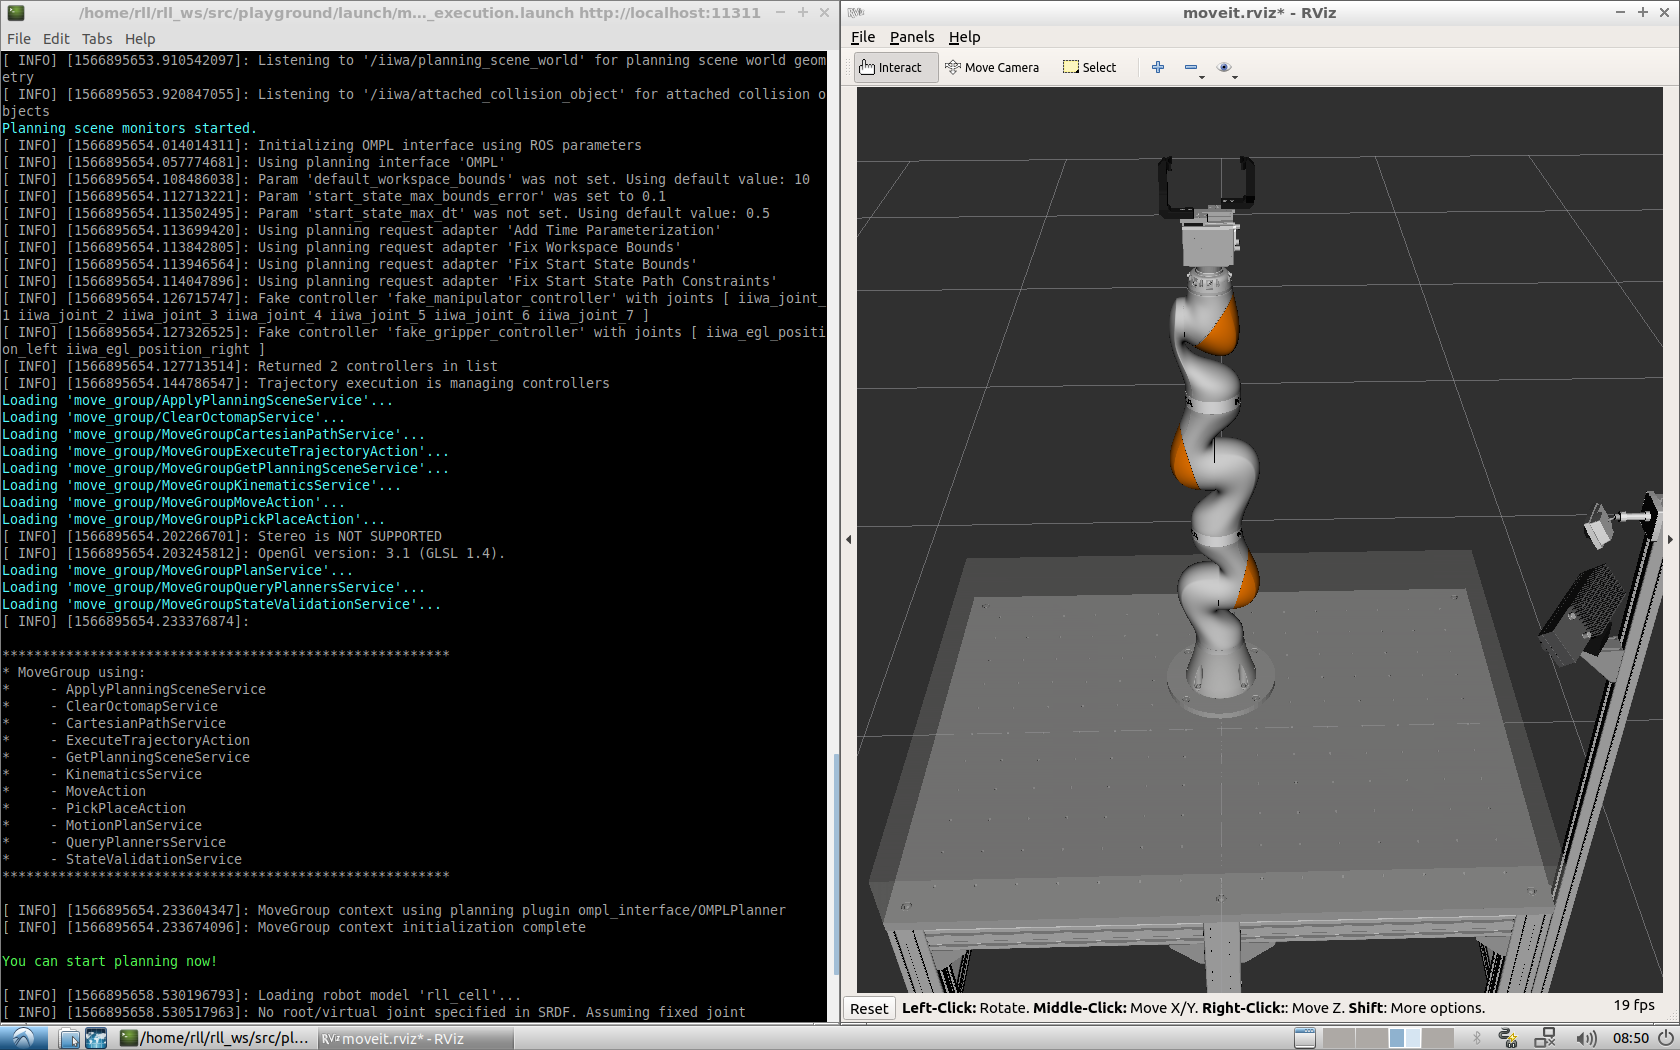 /home/rll/rll_ws/src/playground/launch/m..._execution.launch http://localhost:11311
File Edit Tabs Help
[ INFO] [1566895653.910542097]: Listening to '/iiwa/planning_scene_world' for planning scene world geom
etry
[ INFO] [1566895653.920847055]: Listening to '/iiwa/attached_collision_object' for attached collision o
bjects
Planning scene monitors started.
[ INFO] [1566895654.014014311]: Initializing OMPL interface using ROS parameters
[ INFO] [1566895654.057774681]: Using planning interface 'OMPL'
[ INFO] [1566895654.108486038]: Param 'default_workspace_bounds' was not set. Using default value: 10
[ INFO] [1566895654.112713221]: Param 'start_state_max_bounds_error' was set to 0.1
[ INFO] [1566895654.113502495]: Param 'start_state_max_dt' was not set. Using default value: 0.5
[ INFO] [1566895654.113699420]: Using planning request adapter 'Add Time Parameterization'
[ INFO] [1566895654.113842805]: Using planning request adapter 'Fix Workspace Bounds'
[ INFO] [1566895654.113946564]: Using planning request adapter 'Fix Start State Bounds'
[ INFO] [1566895654.114047896]: Using planning request adapter 'Fix Start State Path Constraints'
[ INFO] [1566895654.126715747]: Fake controller 'fake_manipulator_controller' with joints [ iiwa_joint_
1 iiwa_joint_2 iiwa_joint_3 iiwa_joint_4 iiwa_joint_5 iiwa_joint_6 iiwa_joint_7 ]
[ INFO] [1566895654.127326525]: Fake controller 'fake_gripper_controller' with joints [ iiwa_egl_positi
on_left iiwa_egl_position_right ]
[ INFO] [1566895654.127713514]: Returned 2 controllers in list
[ INFO] [1566895654.144786547]: Trajectory execution is managing controllers
Loading 'move_group/ApplyPlanningSceneService'...
Loading 'move_group/ClearOctomapService'...
Loading 'move_group/MoveGroupCartesianPathService'...
Loading 'move_group/MoveGroupExecuteTrajectoryAction'...
Loading 'move_group/MoveGroupGetPlanningSceneService'...
Loading 'move_group/MoveGroupKinematicsService'...
Loading 'move_group/MoveGroupMoveAction'...
Loading 'move_group/MoveGroupPickPlaceAction'...
[ INFO] [1566895654.202266701]: Stereo is NOT SUPPORTED
[ INFO] [1566895654.203245812]: OpenGl version: 3.1 (GLSL 1.4).
Loading 'move_group/MoveGroupPlanService'...
Loading 'move_group/MoveGroupQueryPlannersService'...
Loading 'move_group/MoveGroupStateValidationService'...
[ INFO] [1566895654.233376874]:
********************************************************
* MoveGroup using:
*     - ApplyPlanningSceneService
*     - ClearOctomapService
*     - CartesianPathService
*     - ExecuteTrajectoryAction
*     - GetPlanningSceneService
*     - KinematicsService
*     - MoveAction
*     - PickPlaceAction
*     - MotionPlanService
*     - QueryPlannersService
*     - StateValidationService
********************************************************
[ INFO] [1566895654.233604347]: MoveGroup context using planning plugin ompl_interface/OMPLPlanner
[ INFO] [1566895654.233674096]: MoveGroup context initialization complete
You can start planning now!
[ INFO] [1566895658.530196793]: Loading robot model 'rll_cell'...
[ INFO] [1566895658.530517963]: No root/virtual joint specified in SRDF. Assuming fixed joint
moveit.rviz* - RViz
File Panels Help
Interact Move Camera Select
Reset Left-Click: Rotate. Middle-Click: Move X/Y. Right-Click:: Move Z. Shift: More options. 19 fps
/home/rll/rll_ws/src/pl... moveit.rviz* - RViz 08:50